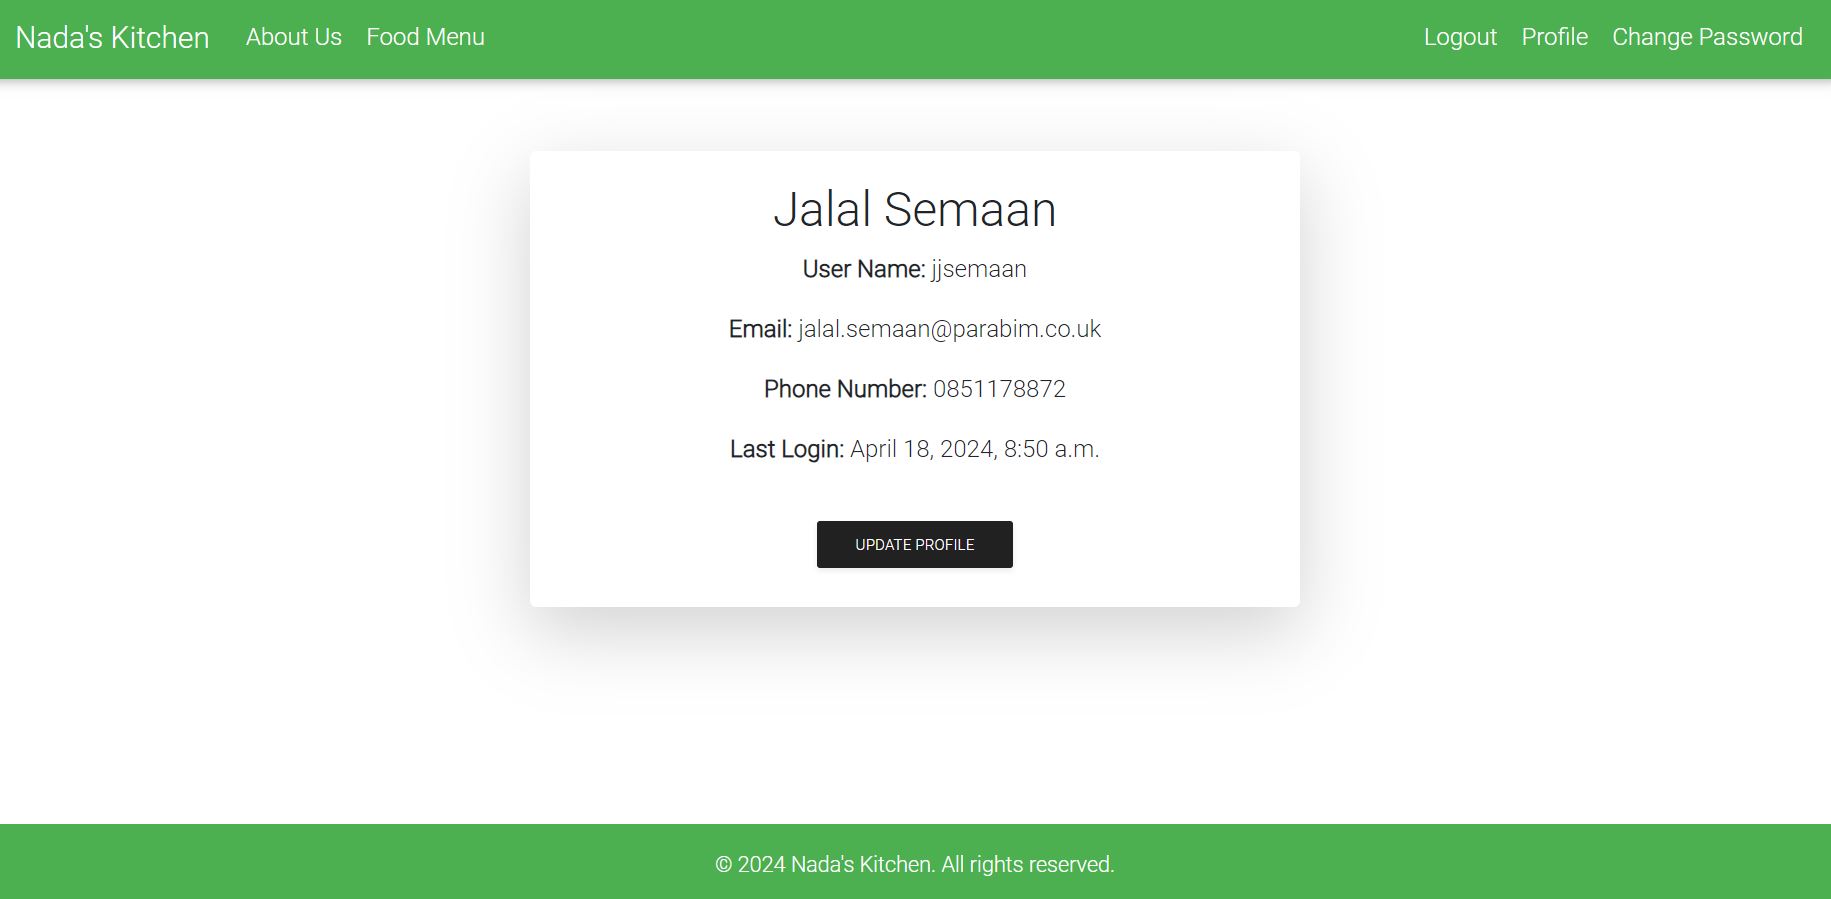 Nada's Kitchen About Us Food Menu Logout Profile Change Password
Jalal Semaan
User Name: jjsemaan
Email: jalal.semaan@parabim.co.uk
Phone Number: 0851178872
Last Login: April 18, 2024, 8:50 a.m.
UPDATE PROFILE
© 2024 Nada's Kitchen. All rights reserved.